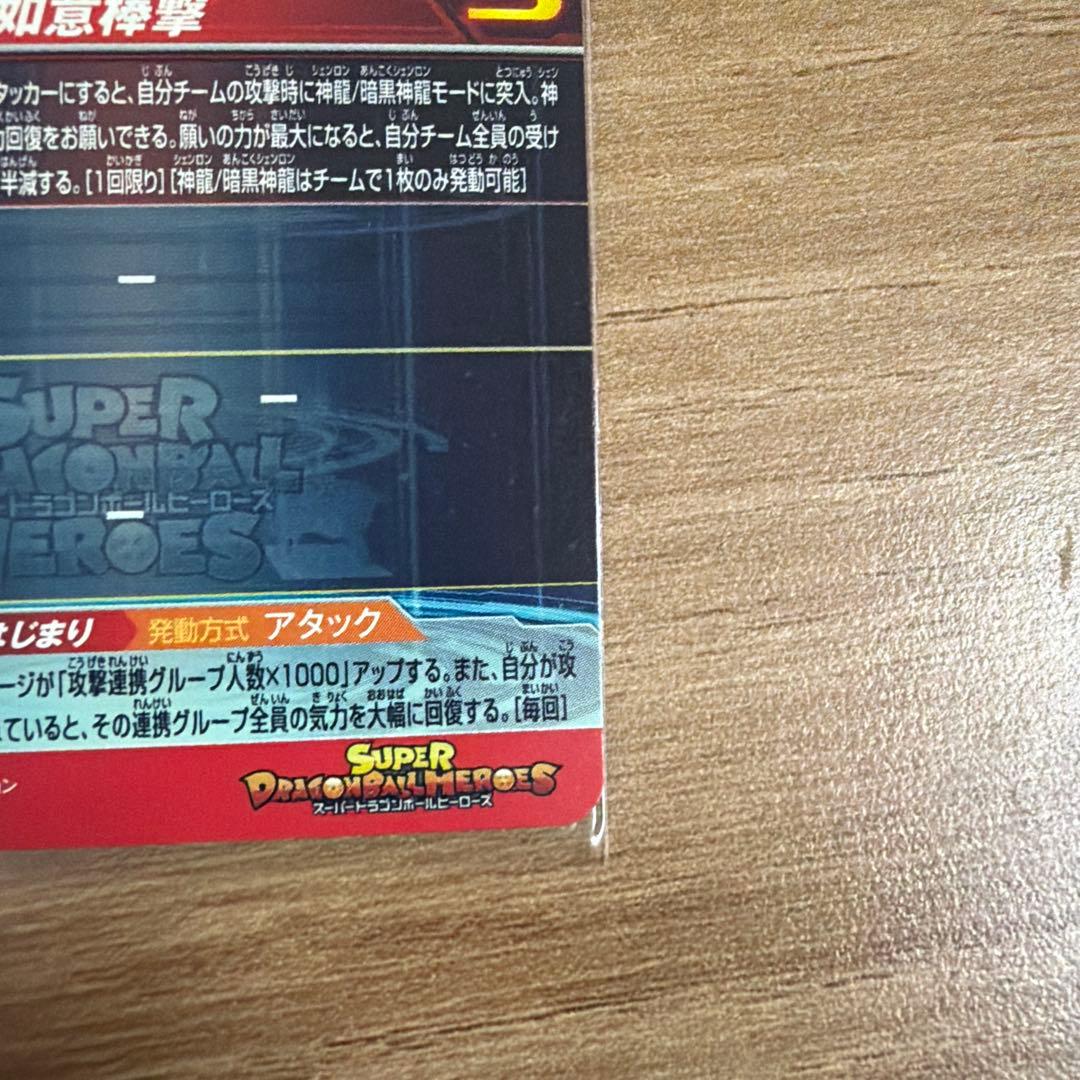 如意棒撃
タッカーにすると、自分チームの攻撃時に神龍/暗黒神龍モードに突入。神
回復をお願いできる。願いの力が最大になると、自分チーム全員の受け
半減する。[1回限り][神龍/暗黒神龍はチームで1枚のみ発動可能]
SUPER
DRAGONBALL
ドラゴンボールヒーローズ
HEROES
はじまり 発動方式 アタック
ージが「攻撃連携グループ人数×1000」アップする。また、自分が攻
ていると、その連携グループ全員の気力を大幅に回復する。[毎回]
SUPER
DRAGONBALL HEROES
スーパードラゴンボールヒーローズ
ン